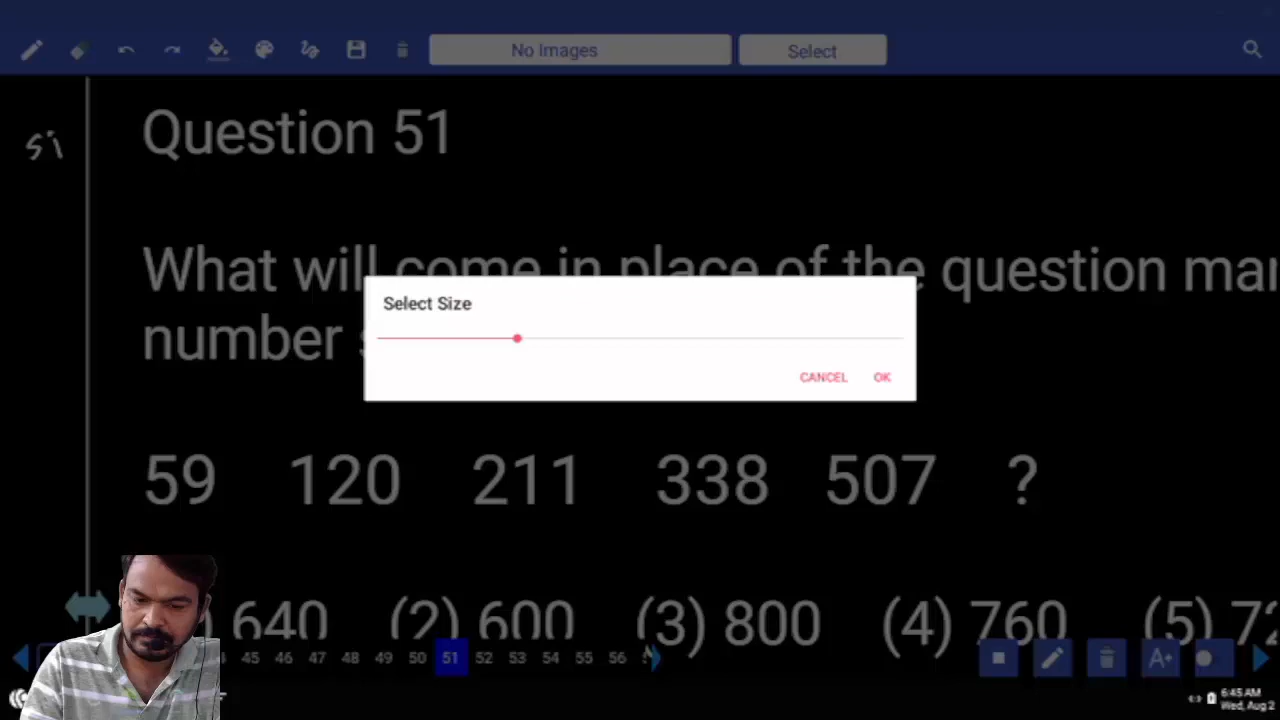 No Images Select
51 Question 51
What will come in place of the question mar
number s
Select Size
CANCEL OK
59 120 211 338 507 ?
) 640 (2) 600 (3) 800 (4) 760 (5) 72
45 46 47 48 49 50 51 52 53 54 55 56
A+
6:45 AM
Wed, Aug 2